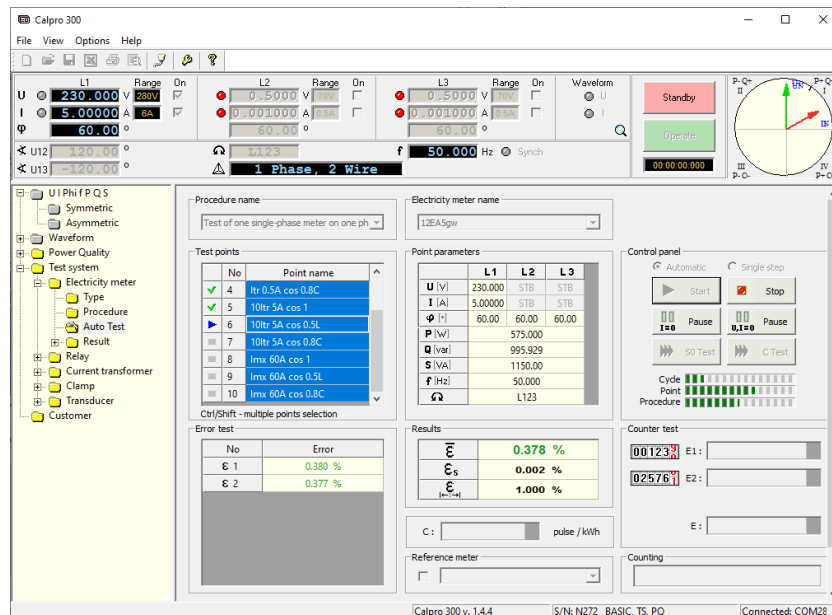 Calpro 300
File View Options Help
L1 Range On L2 Range On L3 Range On Waveform
U 230.000 V 280V 0.5000 V 70V 0.5000 V 70V U
I 5.00000 A 6A 0.001000 A 0.5A 0.001000 A 0.5A I
φ 60.00 ° 60.00 ° 60.00 °
∢ U12 120.00 ° L123 f 50.000 Hz Synch
∢ U13 -120.00 ° 1 Phase, 2 Wire
Standby
Operate
00:00:00:000
P- Q+ II UN P+ Q+ I
IN
III P- Q- IV P+ Q-
U I Phi f P Q S
Symmetric
Asymmetric
Waveform
Power Quality
Test system
Electricity meter
Type
Procedure
Auto Test
Result
Relay
Current transformer
Clamp
Transducer
Customer
Procedure name
Test of one single-phase meter on one ph
Electricity meter name
12EA5gw
Test points
No Point name
4 Itr 0.5A cos 0.8C
5 10Itr 5A cos 1
6 10Itr 5A cos 0.5L
7 10Itr 5A cos 0.8C
8 Imx 60A cos 1
9 Imx 60A cos 0.5L
10 Imx 60A cos 0.8C
Ctrl/Shift - multiple points selection
Point parameters
L1 L2 L3
U [V] 230.000 STB STB
I [A] 5.00000 STB STB
φ [°] 60.00 60.00 60.00
P [W] 575.000
Q [var] 995.929
S [VA] 1150.00
f [Hz] 50.000
L123
Control panel
Automatic Single step
Start Stop
I=0 Pause U,I=0 Pause
S0 Test C Test
Cycle
Point
Procedure
Error test
No Error
ε 1 0.380 %
ε 2 0.377 %
Results
ε 0.378 %
εs 0.002 %
ε 1.000 %
C : pulse / kWh
Reference meter
Counter test
00123 E1 :
02576 E2 :
E :
Counting
Calpro 300 v. 1.4.4 S/N: N272 BASIC, TS, PQ Connected: COM28